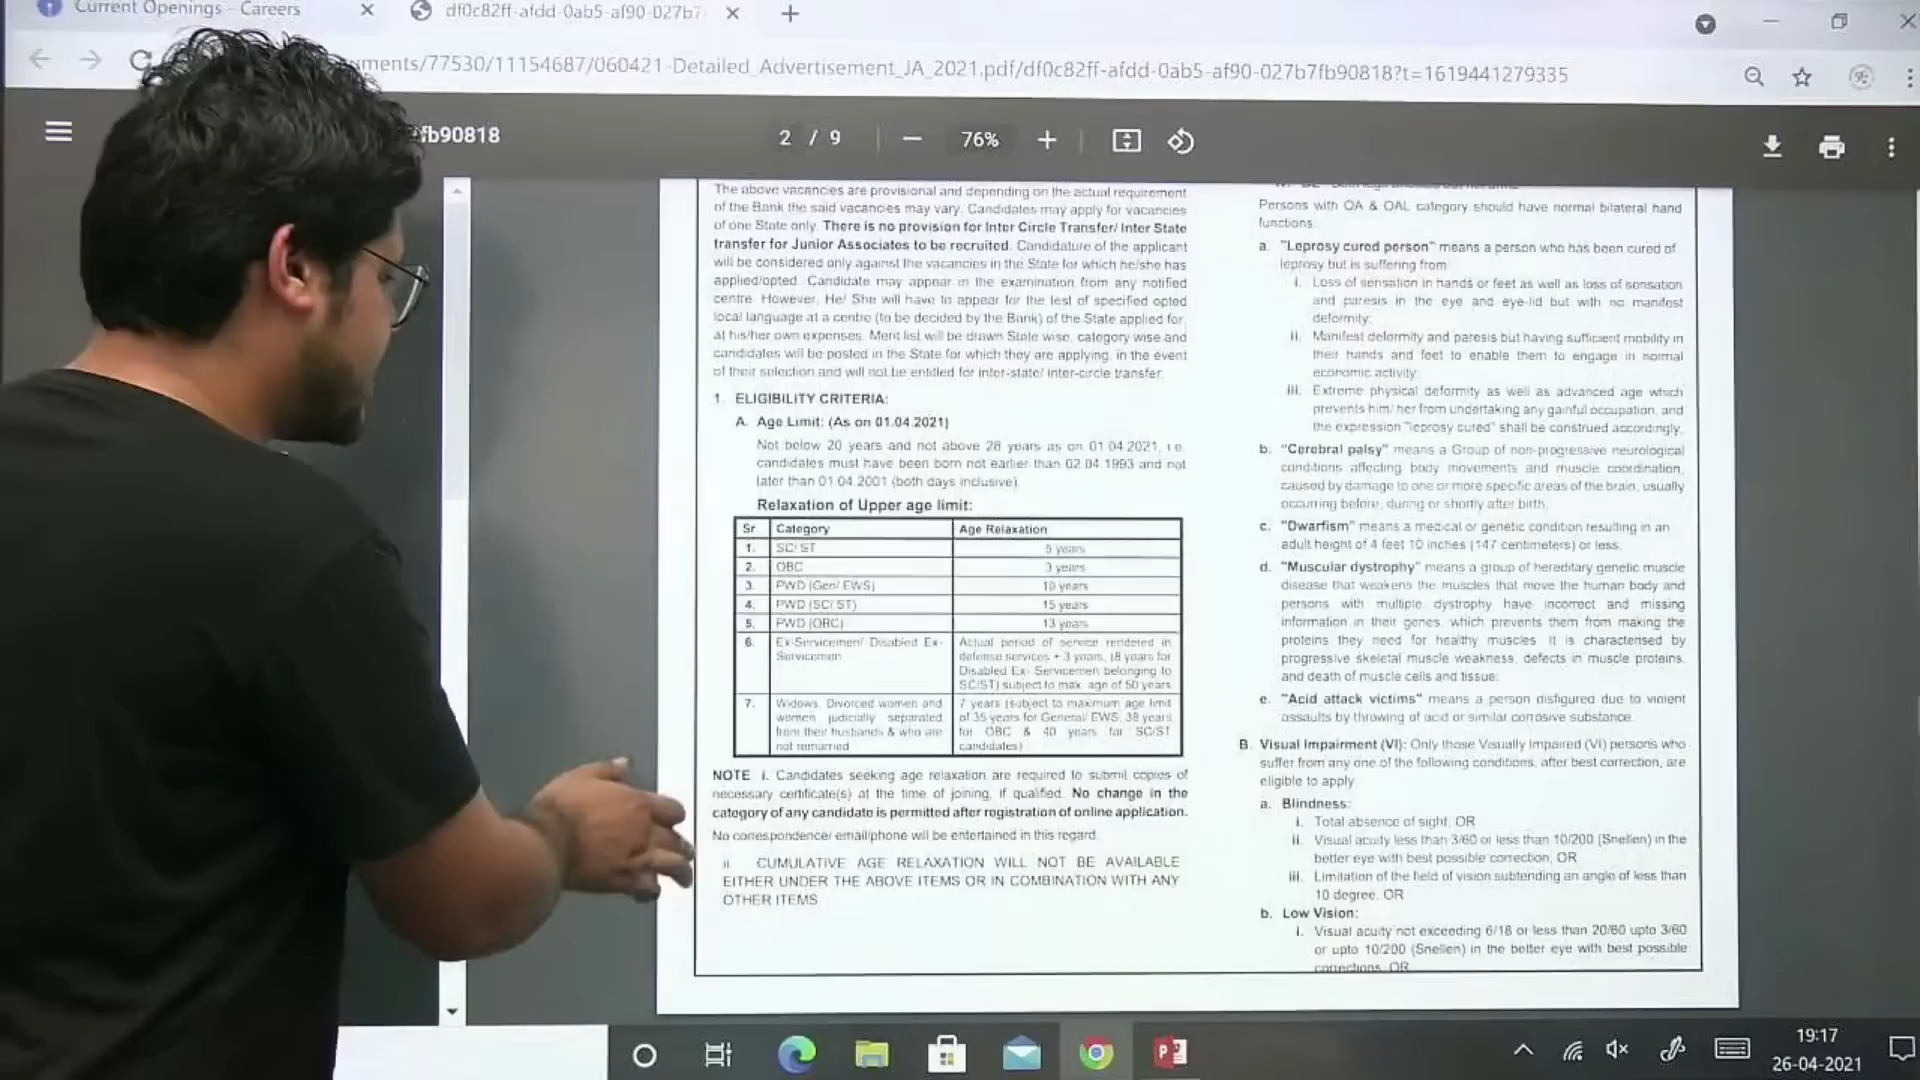 Current Openings - Careers
df0c82ff-afdd-0ab5-af90-027b7
ments/77530/11154687/060421-Detailed_Advertisement_JA_2021.pdf/df0c82ff-afdd-0ab5-af90-027b7fb90818?t=1619441279335
fb90818
2 / 9
76%
The above vacancies are provisional and depending on the actual requirement
of the Bank the said vacancies may vary. Candidates may apply for vacancies
of one State only. There is no provision for Inter Circle Transfer/ Inter State
transfer for Junior Associates to be recruited. Candidature of the applicant
will be considered only against the vacancies in the State for which he/she has
applied/opted. Candidate may appear in the examination from any notified
centre. However, He/ She will have to appear for the test of specified opted
local language at a centre (to be decided by the Bank) of the State applied for,
at his/her own expenses. Merit list will be drawn State wise, category wise and
candidates will be posted in the State for which they are applying, in the event
of their selection and will not be entitled for inter-state/ inter-circle transfer.
1. ELIGIBILITY CRITERIA:
A. Age Limit: (As on 01.04.2021)
Not below 20 years and not above 28 years as on 01.04.2021, i.e.
candidates must have been born not earlier than 02.04.1993 and not
later than 01.04.2001 (both days inclusive).
Relaxation of Upper age limit:
Sr Category Age Relaxation
1. SC/ ST 5 years
2. OBC 3 years
3. PWD (Gen/ EWS) 10 years
4. PWD (SC/ ST) 15 years
5. PWD (OBC) 13 years
6. Ex-Servicemen/ Disabled Ex-
Servicemen
Actual period of service rendered in
defense services + 3 years, (8 years for
Disabled Ex- Servicemen belonging to
SC/ST) subject to max. age of 50 years
7. Widows, Divorced women and
women judicially separated
from their husbands & who are
not remarried
7 years (subject to maximum age limit
of 35 years for General/ EWS, 38 years
for OBC & 40 years for SC/ST
candidates)
NOTE i. Candidates seeking age relaxation are required to submit copies of
necessary certificate(s) at the time of joining, if qualified. No change in the
category of any candidate is permitted after registration of online application.
No correspondence/ email/phone will be entertained in this regard.
ii. CUMULATIVE AGE RELAXATION WILL NOT BE AVAILABLE
EITHER UNDER THE ABOVE ITEMS OR IN COMBINATION WITH ANY
OTHER ITEMS
Persons with OA & OAL category should have normal bilateral hand
functions.
a. "Leprosy cured person" means a person who has been cured of
leprosy but is suffering from
i. Loss of sensation in hands or feet as well as loss of sensation
and paresis in the eye and eye-lid but with no manifest
deformity;
ii. Manifest deformity and paresis but having sufficient mobility in
their hands and feet to enable them to engage in normal
economic activity;
iii. Extreme physical deformity as well as advanced age which
prevents him/ her from undertaking any gainful occupation, and
the expression "leprosy cured" shall be construed accordingly.
b. "Cerebral palsy" means a Group of non-progressive neurological
conditions affecting body movements and muscle coordination,
caused by damage to one or more specific areas of the brain, usually
occurring before, during or shortly after birth.
c. "Dwarfism" means a medical or genetic condition resulting in an
adult height of 4 feet 10 inches (147 centimeters) or less.
d. "Muscular dystrophy" means a group of hereditary genetic muscle
disease that weakens the muscles that move the human body and
persons with multiple dystrophy have incorrect and missing
information in their genes, which prevents them from making the
proteins they need for healthy muscles. It is characterised by
progressive skeletal muscle weakness, defects in muscle proteins,
and death of muscle cells and tissue;
e. "Acid attack victims" means a person disfigured due to violent
assaults by throwing of acid or similar corrosive substance.
B. Visual Impairment (VI): Only those Visually Impaired (VI) persons who
suffer from any one of the following conditions, after best correction, are
eligible to apply
a. Blindness:
i. Total absence of sight, OR
ii. Visual acuity less than 3/60 or less than 10/200 (Snellen) in the
better eye with best possible correction, OR
iii. Limitation of the field of vision subtending an angle of less than
10 degree, OR
b. Low Vision:
i. Visual acuity not exceeding 6/18 or less than 20/60 upto 3/60
or upto 10/200 (Snellen) in the better eye with best possible
corrections, OR
19:17
26-04-2021